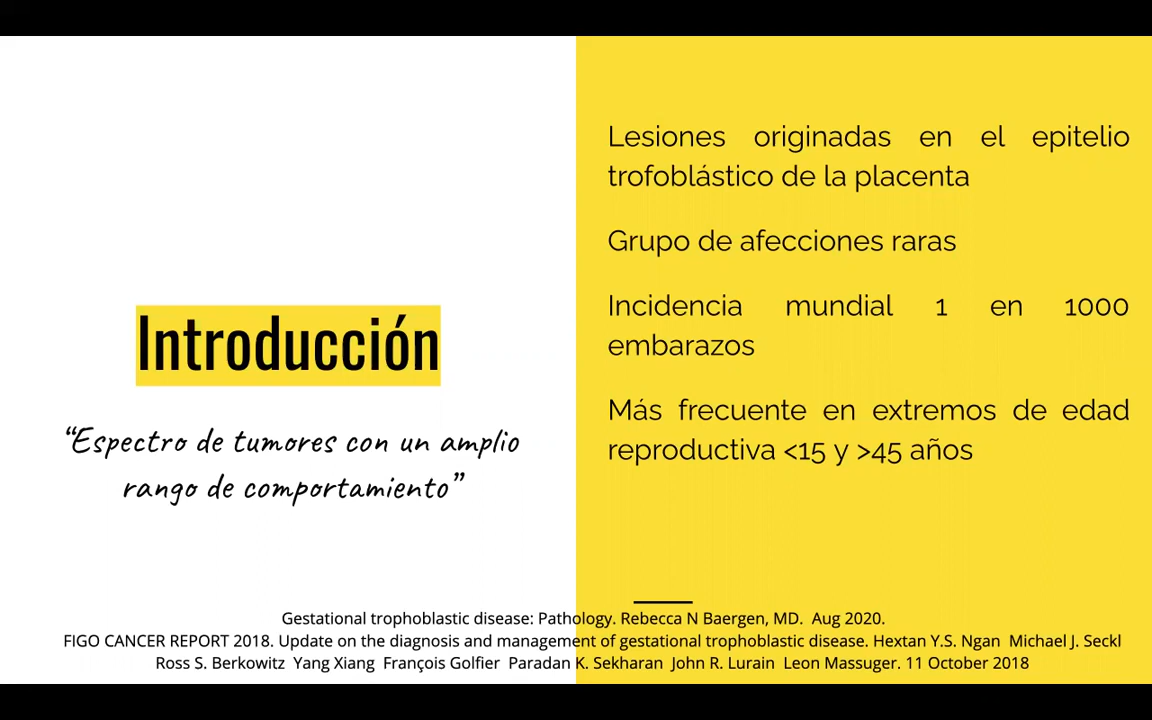 Introducción
“Espectro de tumores con un amplio
rango de comportamiento”
Lesiones originadas en el epitelio
trofoblástico de la placenta
Grupo de afecciones raras
Incidencia mundial 1 en 1000
embarazos
Más frecuente en extremos de edad
reproductiva <15 y >45 años
Gestational trophoblastic disease: Pathology. Rebecca N Baergen, MD. Aug 2020.
FIGO CANCER REPORT 2018. Update on the diagnosis and management of gestational trophoblastic disease. Hextan Y.S. Ngan Michael J. Seckl
Ross S. Berkowitz Yang Xiang François Golfier Paradan K. Sekharan John R. Lurain Leon Massuger. 11 October 2018